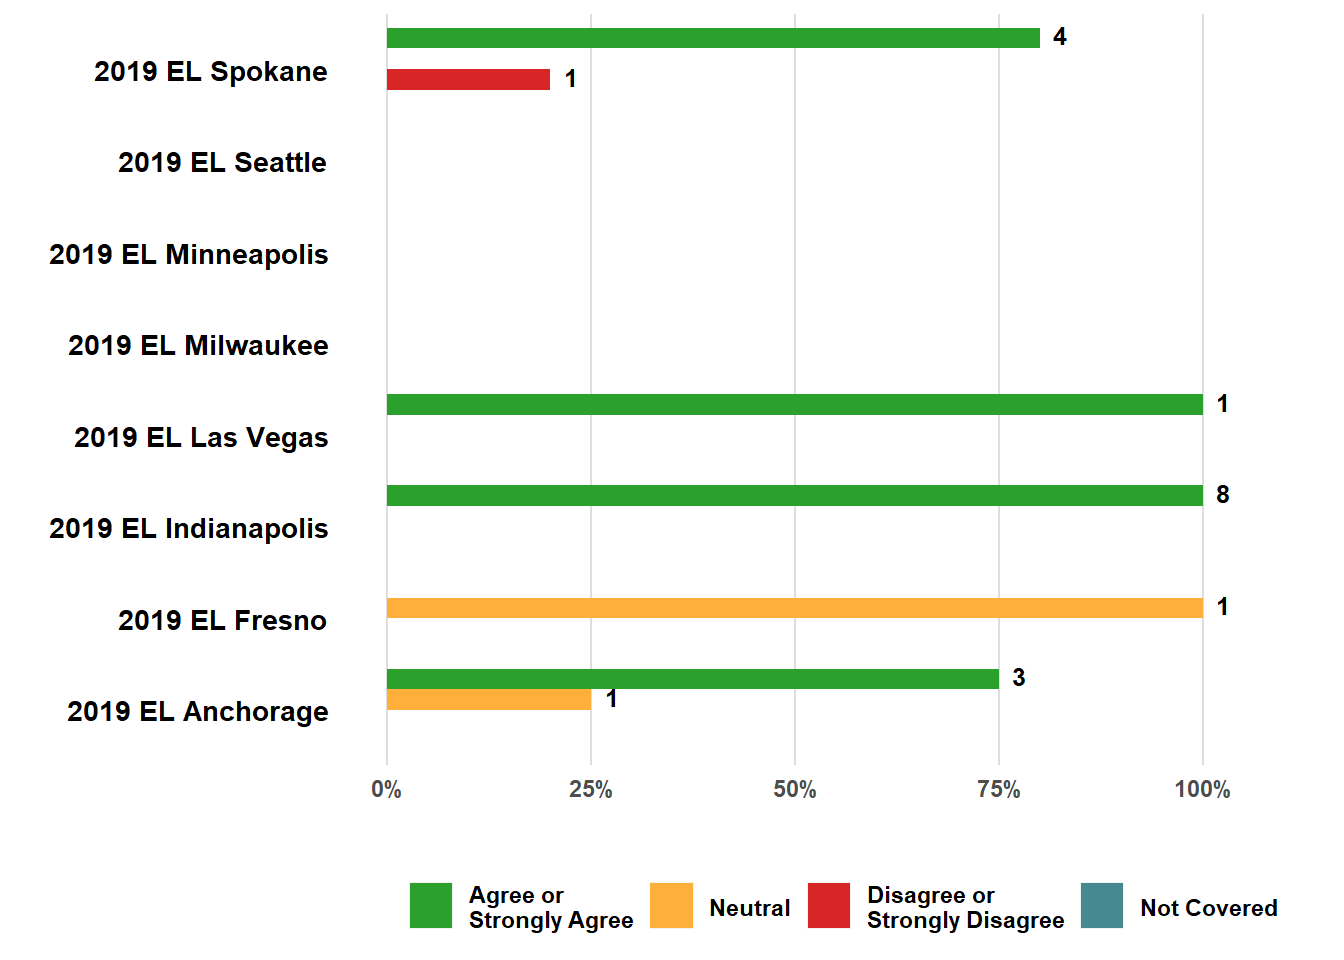 4
2019 EL Spokane
1
2019 EL Seattle
2019 EL Minneapolis
2019 EL Milwaukee
1
2019 EL Las Vegas
8
2019 EL Indianapolis
1
2019 EL Fresno
3
1
2019 EL Anchorage
0% 25% 50% 75% 100%
Agree or
Strongly Agree
Neutral
Disagree or
Strongly Disagree
Not Covered